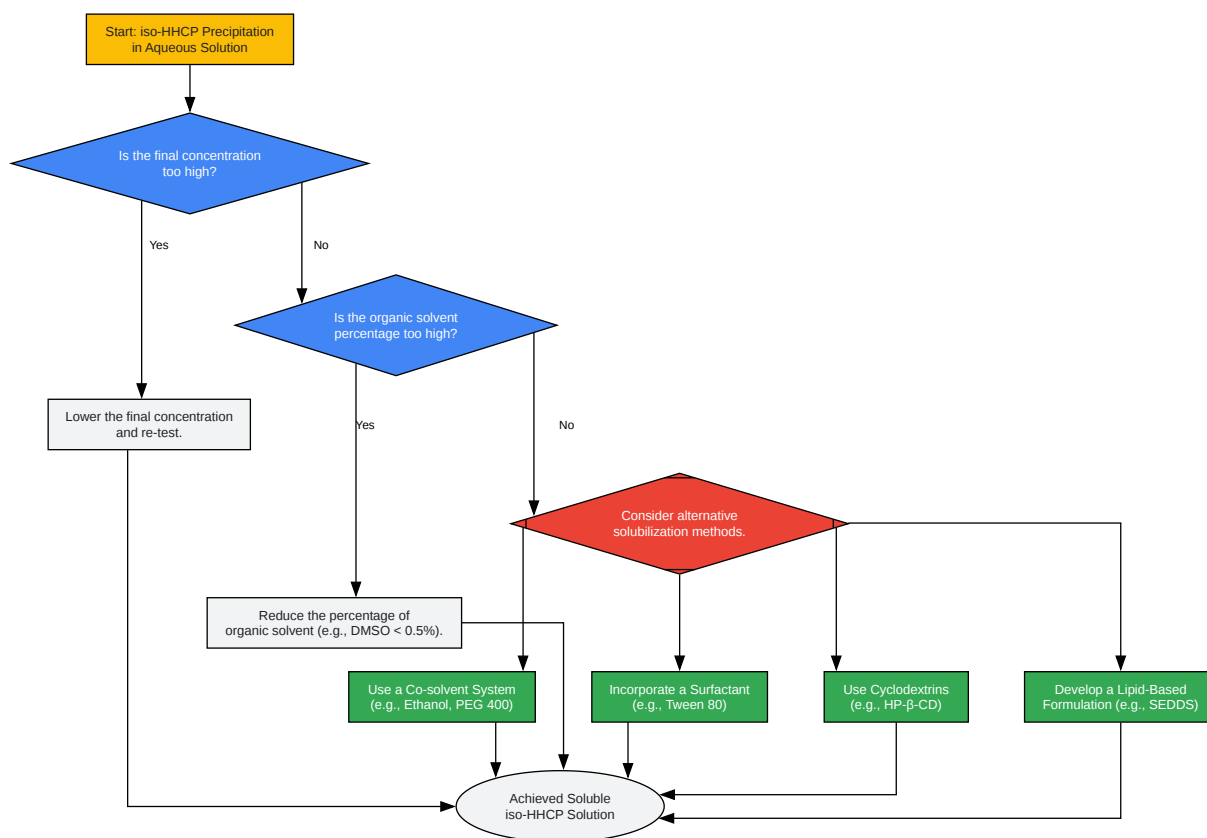 Start: iso-HHCP Precipitation
in Aqueous Solution
Is the final concentration
too high?
Yes
No
Is the organic solvent
percentage too high?
Lower the final concentration
and re-test.
Yes
No
Consider alternative
solubilization methods.
Reduce the percentage of
organic solvent (e.g., DMSO < 0.5%).
Use a Co-solvent System
(e.g., Ethanol, PEG 400)
Incorporate a Surfactant
(e.g., Tween 80)
Use Cyclodextrins
(e.g., HP-β-CD)
Develop a Lipid-Based
Formulation (e.g., SEDDS)
Achieved Soluble
iso-HHCP Solution